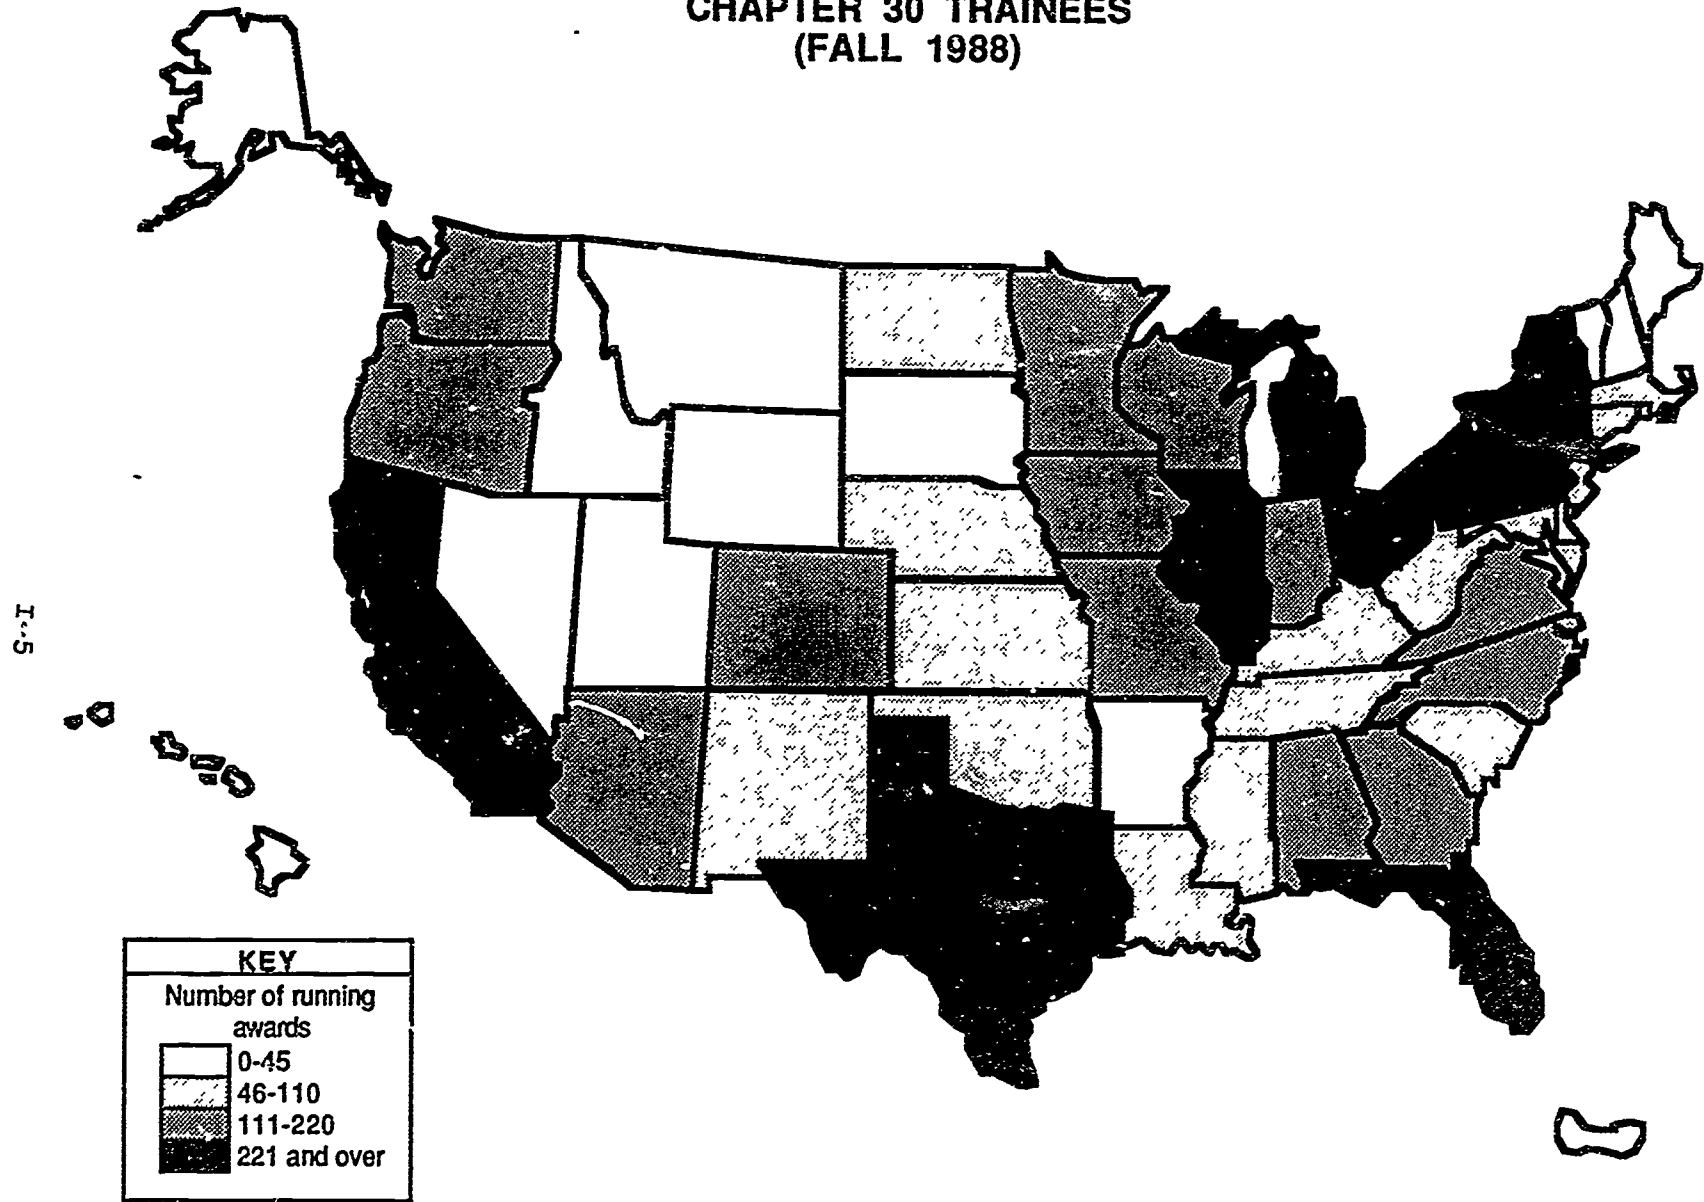 CHAPTER 30 TRAINEES
(FALL 1988)
I-5
KEY
Number of running
awards
0-45
46-110
111-220
221 and over